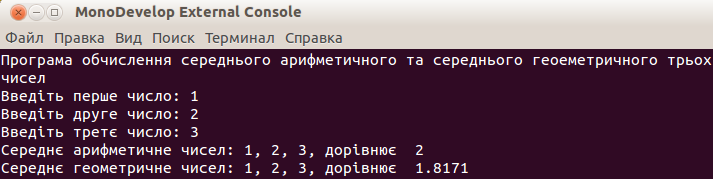 MonoDevelop External Console
Файл Правка Вид Поиск Терминал Справка
Програма обчислення середнього арифметичного та середнього геоеметричного трьох
чисел
Введіть перше число: 1
Введіть друге число: 2
Введіть третє число: 3
Середнє арифметичне чисел: 1, 2, 3, дорівнює  2
Середнє геометричне чисел: 1, 2, 3, дорівнює  1.8171